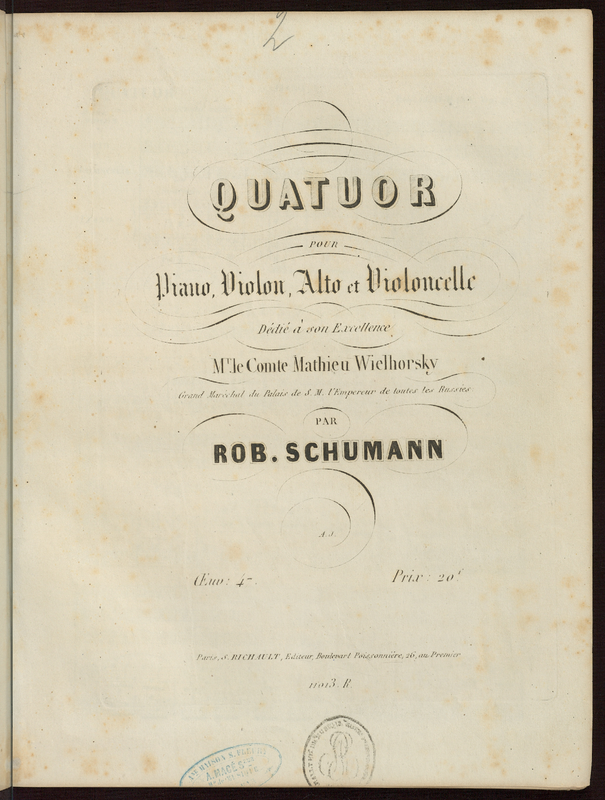 2
QUATUOR
POUR
Piano, Violon, Alto et Violoncelle
Dédié à son Excellence
Mr. le Comte Mathieu Wielhorsky
Grand Maréchal du Palais de S. M. l'Empereur de toutes les Russies
PAR
ROB. SCHUMANN
A.J.
Œuv: 47.
Prix: 20f
Paris, S. RICHAULT, Editeur, Boulevart Poissonnière, 26, au Premier
11013. R.